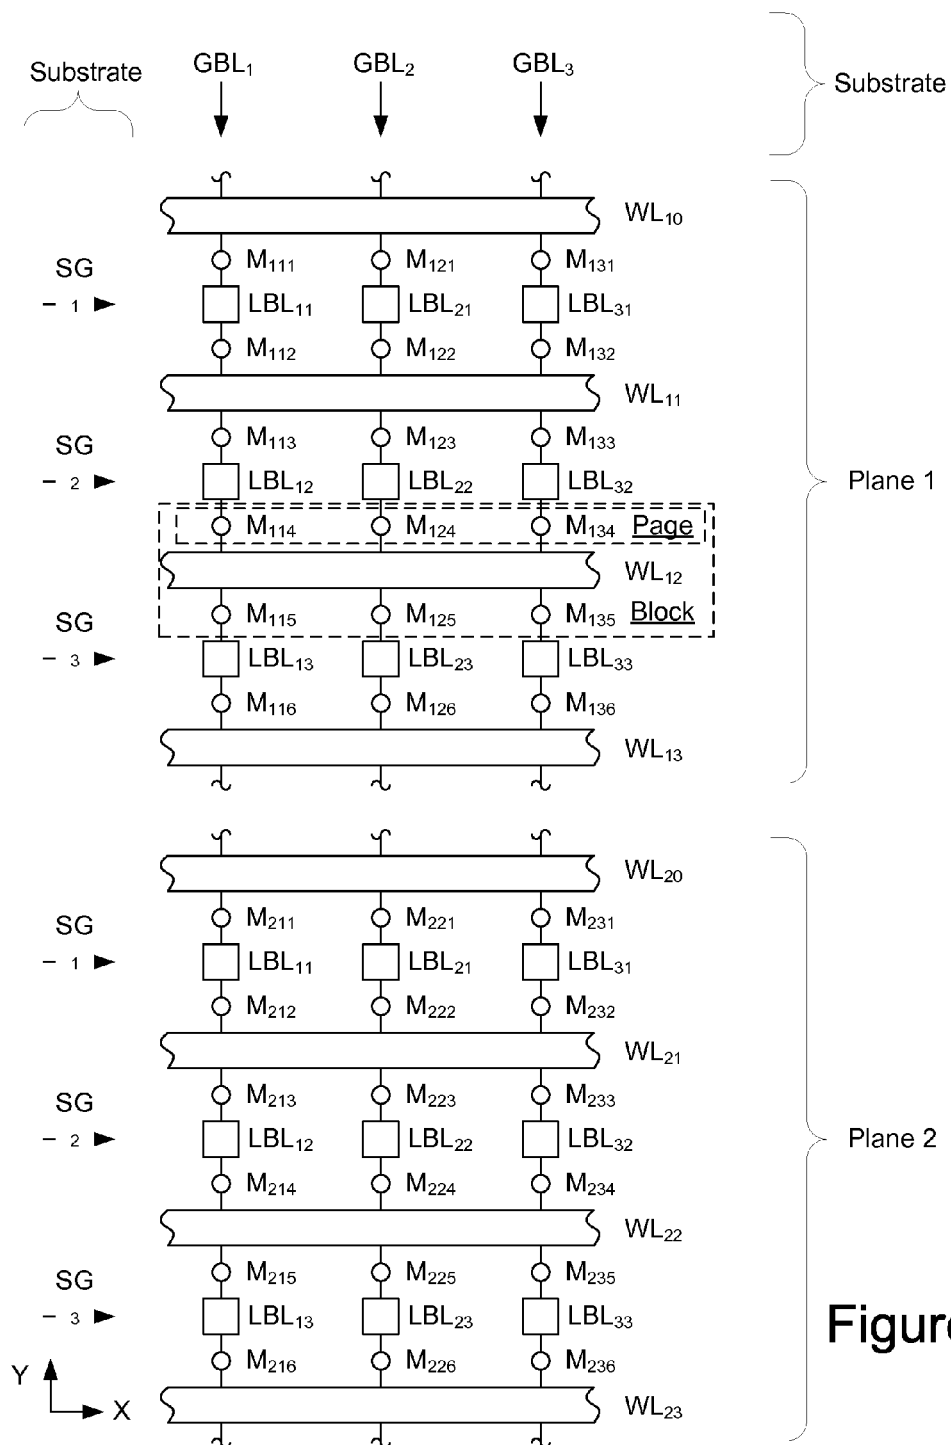 Substrate
GBL₁ GBL₂ GBL₃
Substrate
WL₁₀
SG
1
M₁₁₁ M₁₂₁ M₁₃₁
LBL₁₁ LBL₂₁ LBL₃₁
M₁₁₂ M₁₂₂ M₁₃₂
WL₁₁
SG
2
M₁₁₃ M₁₂₃ M₁₃₃
LBL₁₂ LBL₂₂ LBL₃₂
Plane 1
M₁₁₄ M₁₂₄ M₁₃₄ Page
WL₁₂
SG
3
M₁₁₅ M₁₂₅ M₁₃₅ Block
LBL₁₃ LBL₂₃ LBL₃₃
M₁₁₆ M₁₂₆ M₁₃₆
WL₁₃
WL₂₀
SG
1
M₂₁₁ M₂₂₁ M₂₃₁
LBL₁₁ LBL₂₁ LBL₃₁
M₂₁₂ M₂₂₂ M₂₃₂
WL₂₁
SG
2
M₂₁₃ M₂₂₃ M₂₃₃
LBL₁₂ LBL₂₂ LBL₃₂
Plane 2
M₂₁₄ M₂₂₄ M₂₃₄
WL₂₂
SG
3
M₂₁₅ M₂₂₅ M₂₃₅
LBL₁₃ LBL₂₃ LBL₃₃
Figure
M₂₁₆ M₂₂₆ M₂₃₆
Y
X
WL₂₃